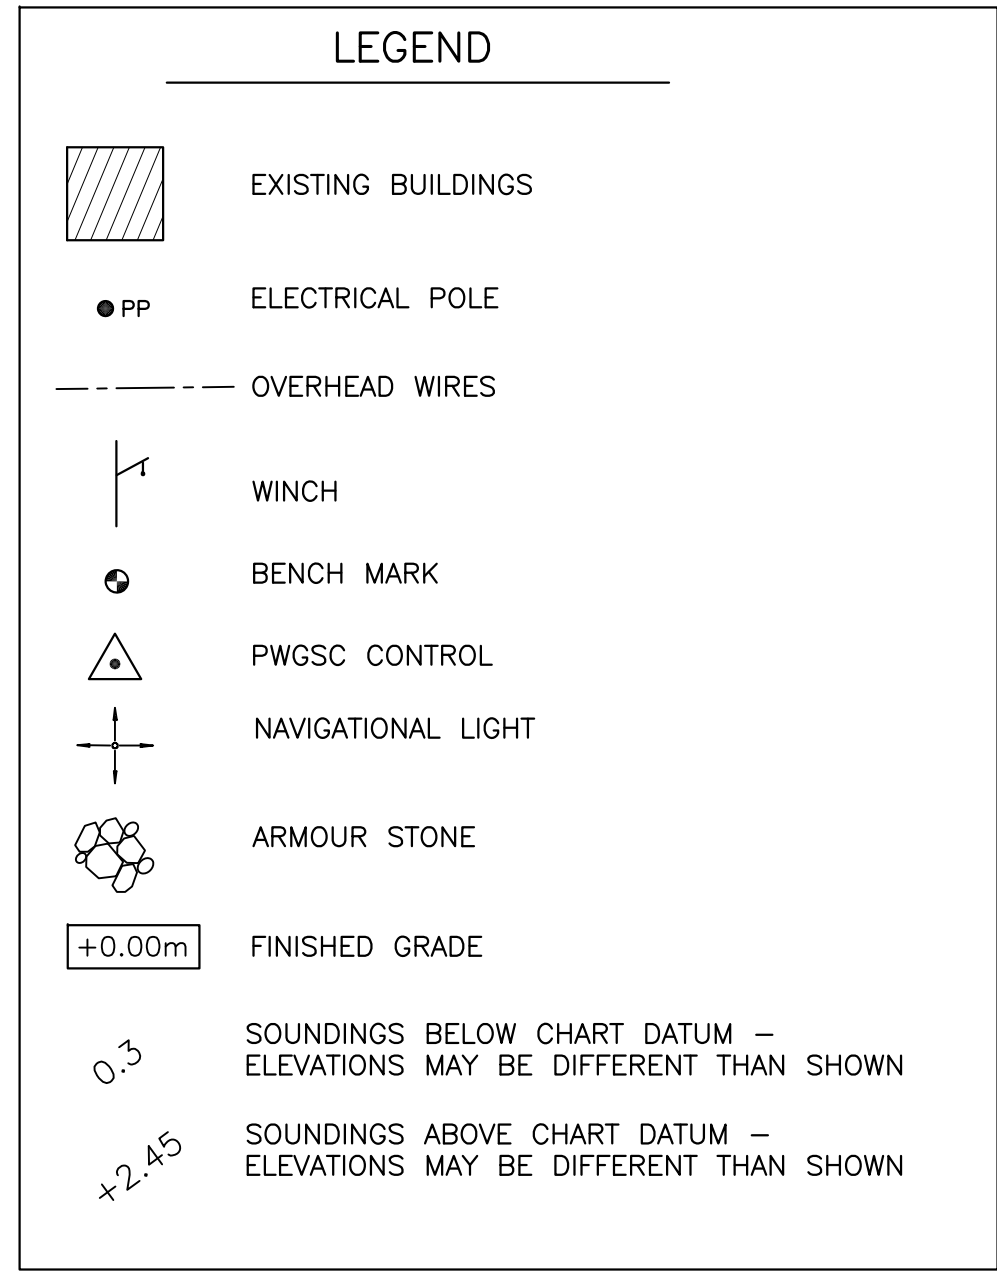 LEGEND
EXISTING BUILDINGS
PP ELECTRICAL POLE
OVERHEAD WIRES
WINCH
BENCH MARK
PWGSC CONTROL
NAVIGATIONAL LIGHT
ARMOUR STONE
+0.00m FINISHED GRADE
0.3 SOUNDINGS BELOW CHART DATUM –
ELEVATIONS MAY BE DIFFERENT THAN SHOWN
+2.45 SOUNDINGS ABOVE CHART DATUM –
ELEVATIONS MAY BE DIFFERENT THAN SHOWN